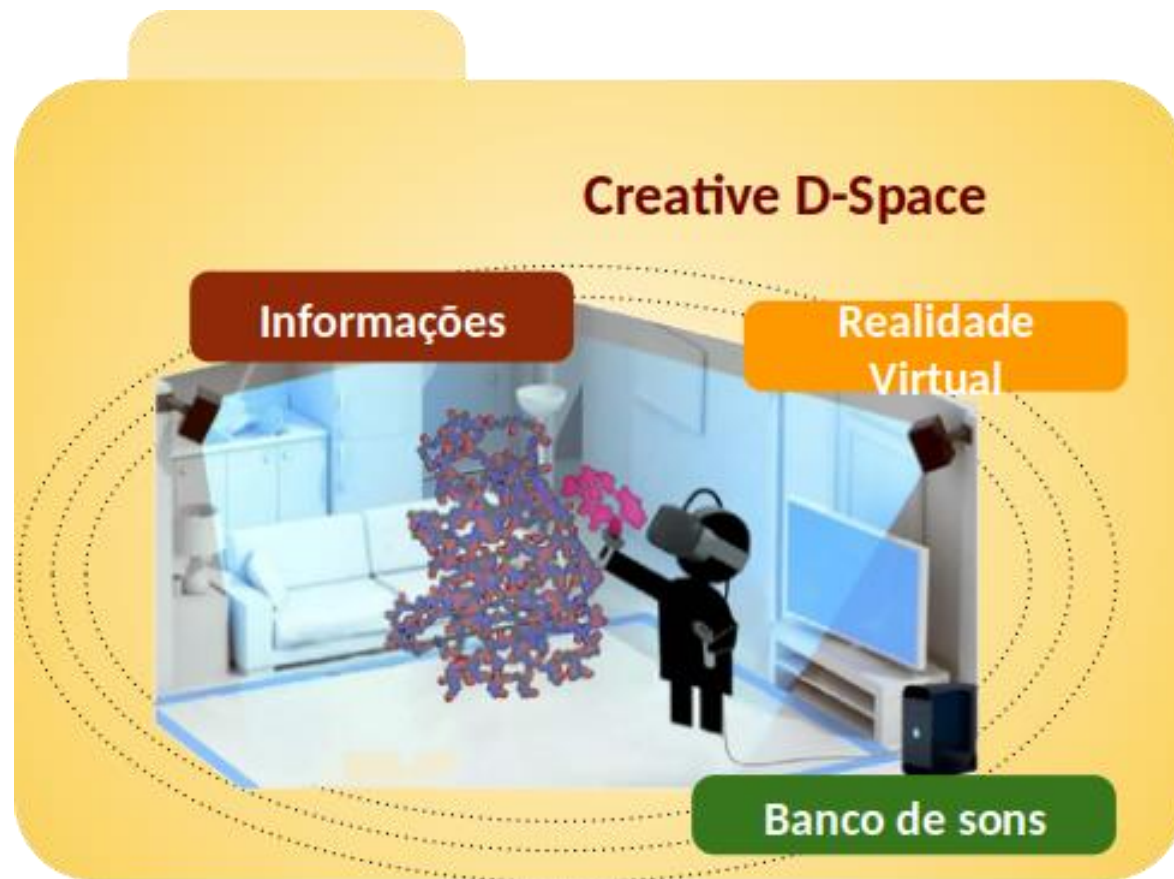 Creative D-Space
Informações
Realidade
Virtual
Banco de sons